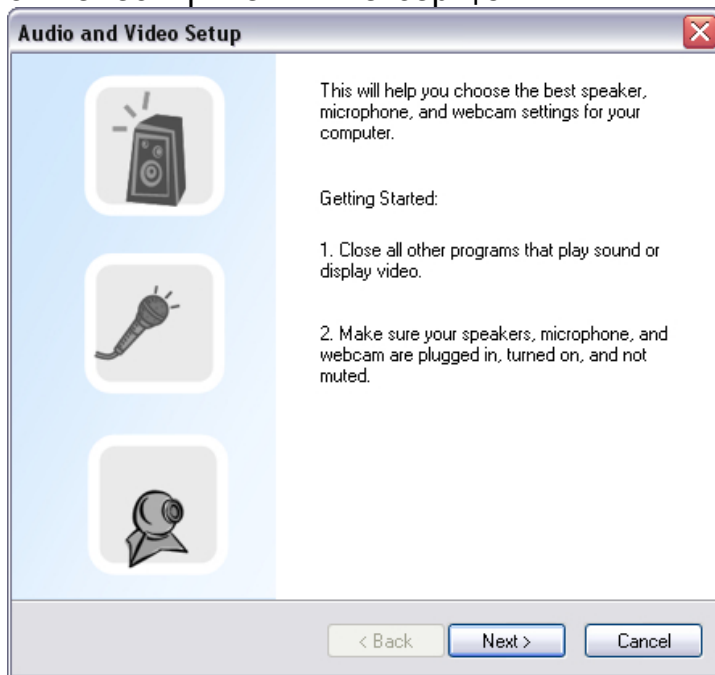 Audio and Video Setup
This will help you choose the best speaker,
microphone, and webcam settings for your
computer.
Getting Started:
1. Close all other programs that play sound or
display video.
2. Make sure your speakers, microphone, and
webcam are plugged in, turned on, and not
muted.
< Back Next > Cancel